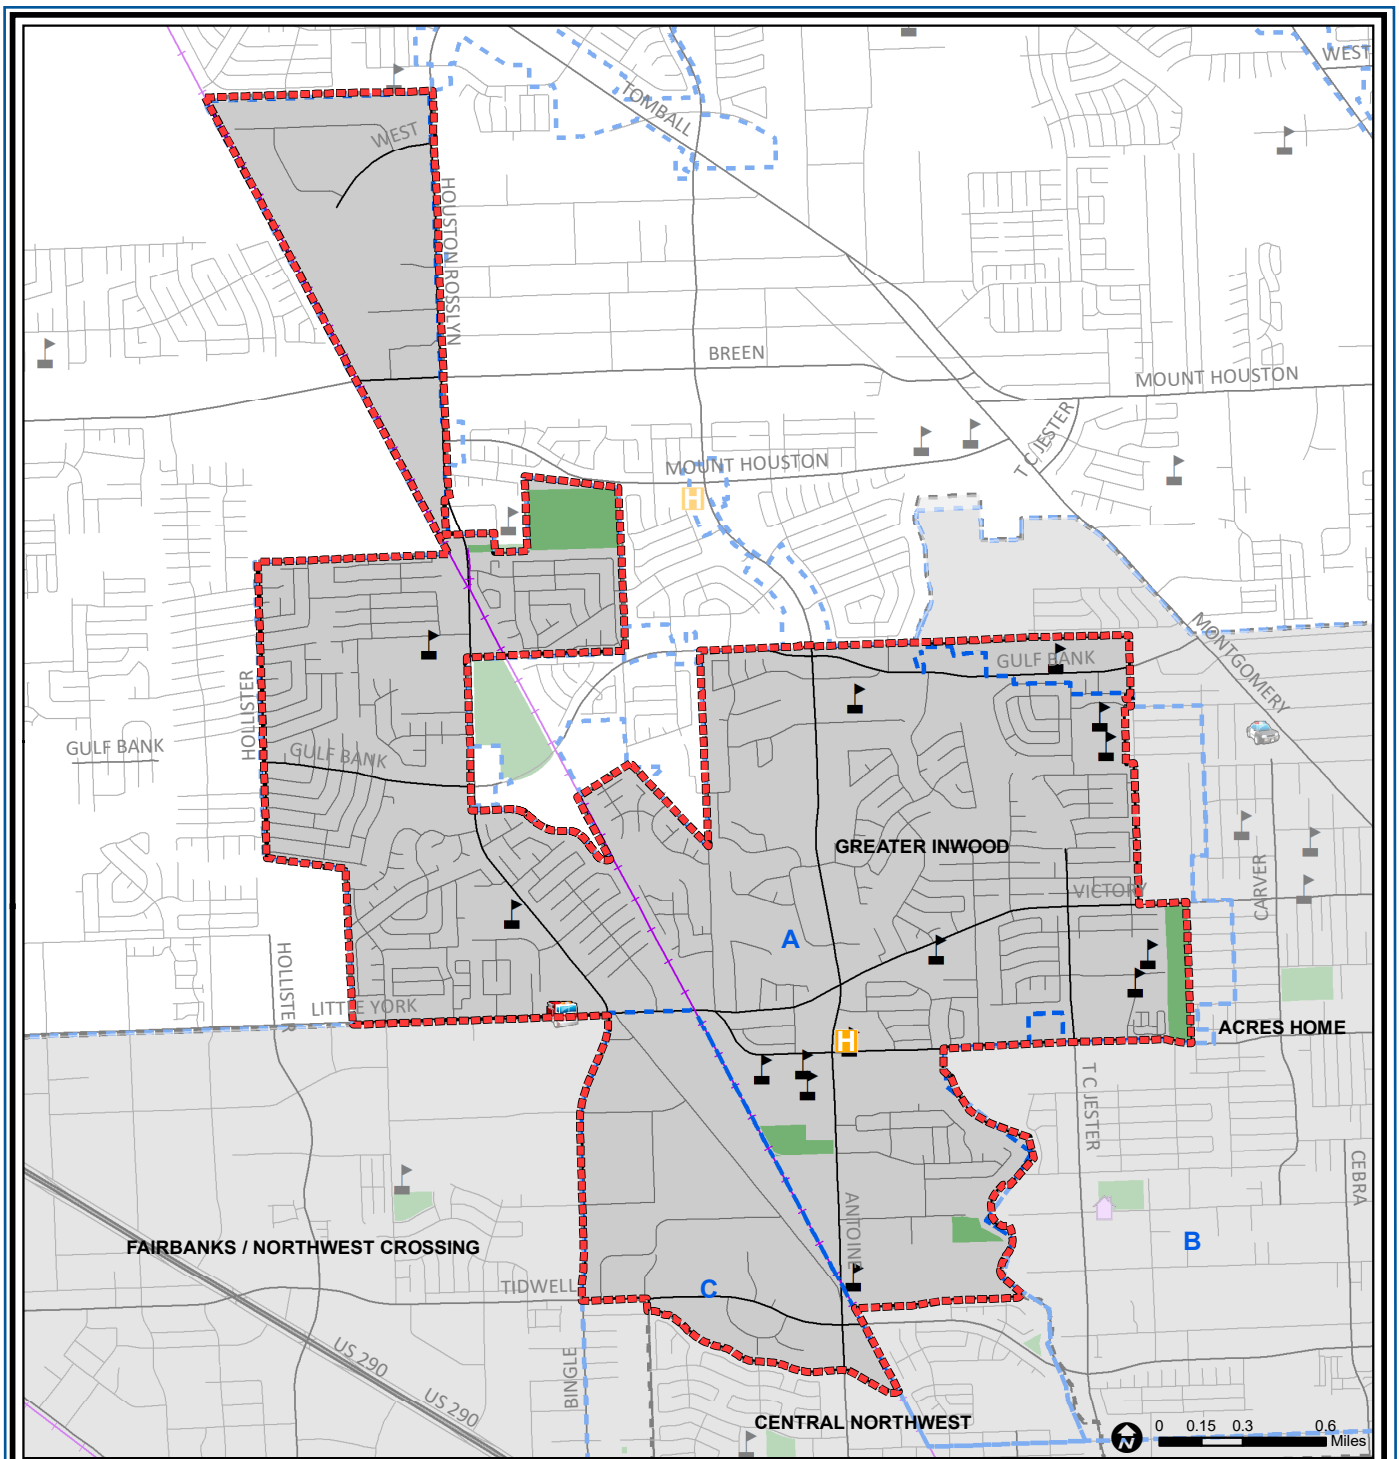 WEST
TOMBALL
WEST
HOUSTON ROSSLYN
BREEN
MOUNT HOUSTON
T C JESTER
MOUNT HOUSTON
H
MONTGOMERY
GULF BANK
HOLLISTER
GULF BANK
GULF BANK
GREATER INWOOD
VICTORY
CARVER
A
HOLLISTER
LITTLE YORK
ACRES HOME
H
T C JESTER
CEBRA
ANTOINE
B
FAIRBANKS / NORTHWEST CROSSING
TIDWELL
C
US 290
BINGLE
US 290
CENTRAL NORTHWEST
N
0 0.15 0.3 0.6
Miles